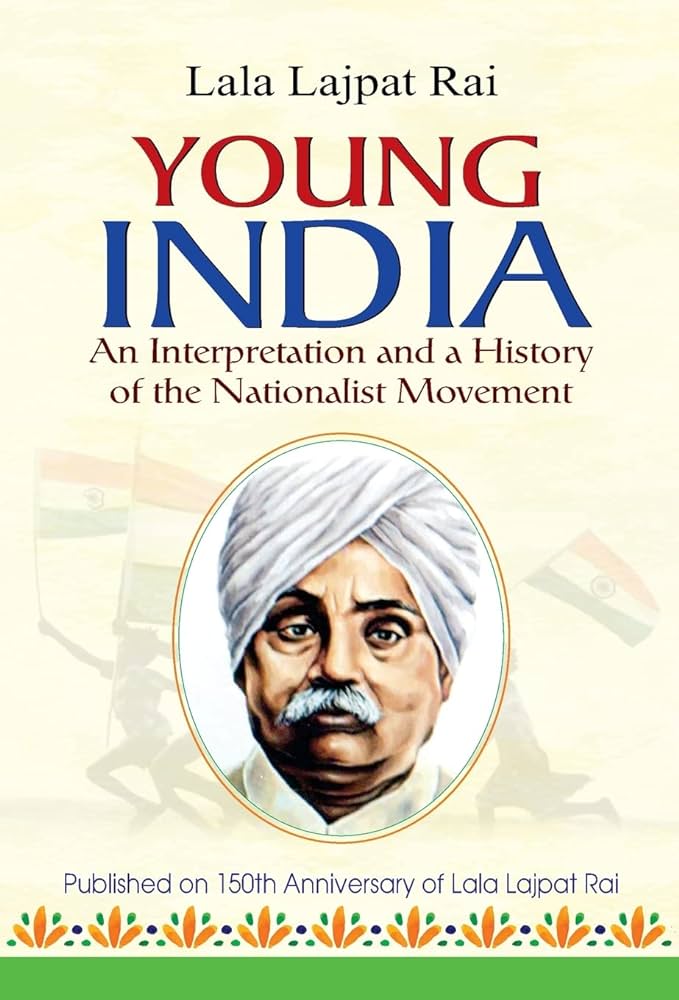 Lala Lajpat Rai
YOUNG
INDIA
An Interpretation and a History
of the Nationalist Movement
Published on 150th Anniversary of Lala Lajpat Rai